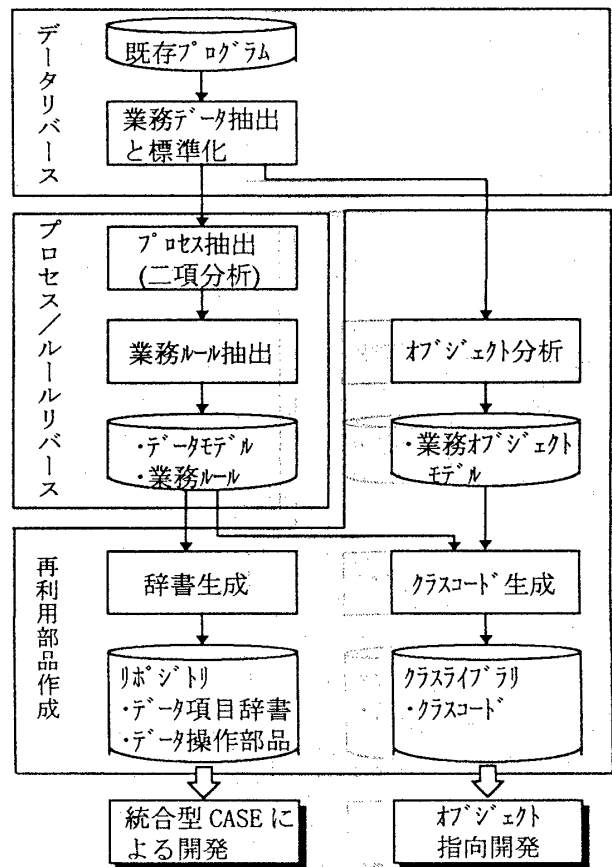 データリバース
既存プログラム
業務データ抽出
と標準化
プロセス/ルールリバース
プロセス抽出
(二項分析)
業務ルール抽出
オブジェクト分析
・データモデル
・業務ルール
・業務オブジェクト
モデル
再利用部品作成
辞書生成
クラスコード生成
リポジトリ
・データ項目辞書
・データ操作部品
クラスライブラリ
・クラスコード
統合型 CASE に
よる開発
オブジェクト
指向開発